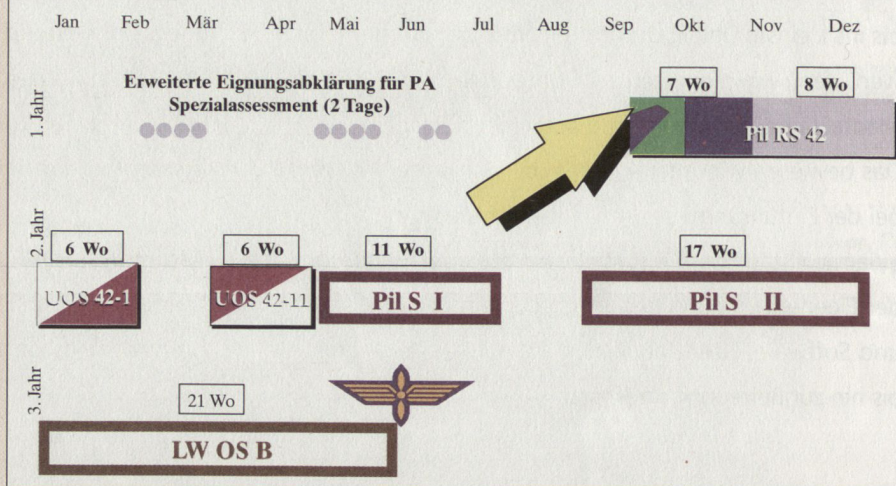 Jan Feb Mär Apr Mai Jun Jul Aug Sep Okt Nov Dez
1. Jahr
Erweiterte Eignungsabklärung für PA
Spezialassessment (2 Tage)
7 Wo 8 Wo
Pil RS 42
2. Jahr
6 Wo 6 Wo 11 Wo 17 Wo
UOS 42-1 UOS 42-11 Pil S I Pil S II
3. Jahr
21 Wo
LW OS B